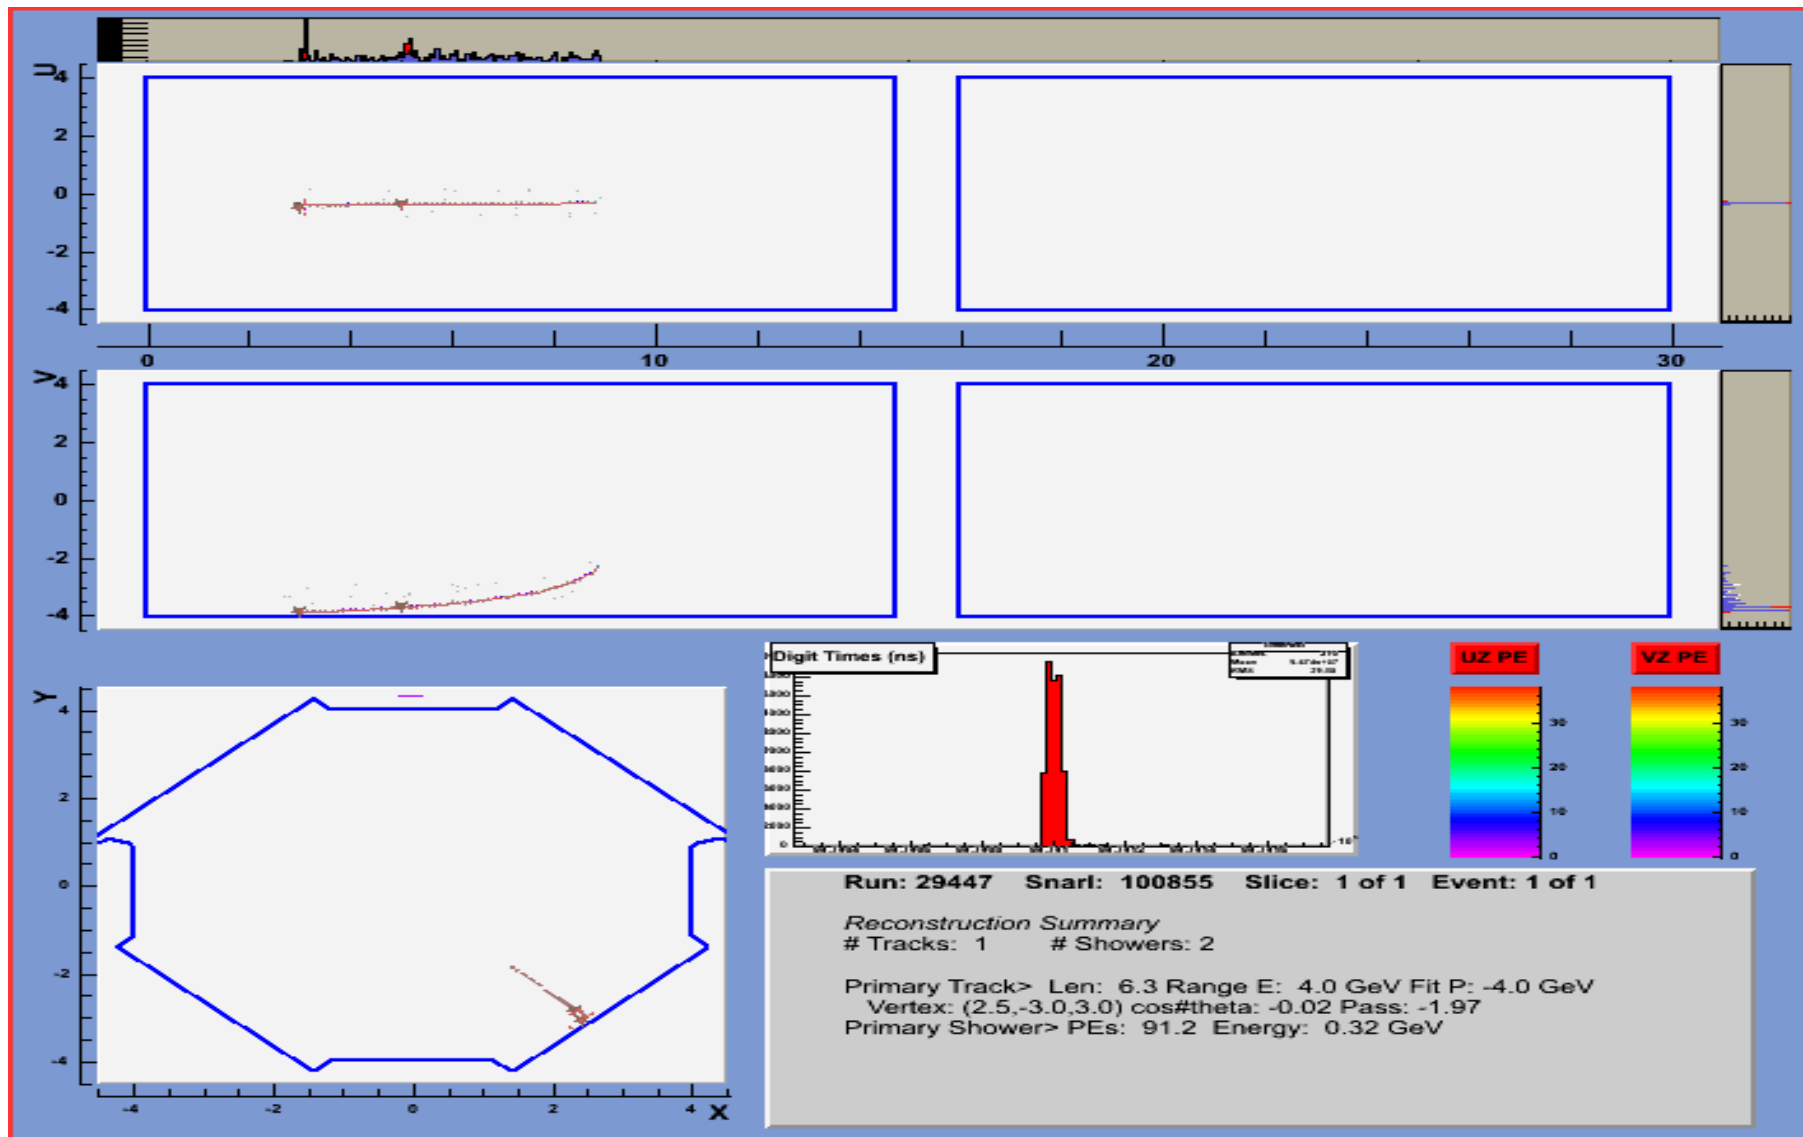 U
4
2
0
-2
-4
0 10 20 30
V
4
2
0
-2
-4
Digit Times (ns)
UZ PE VZ PE
30 30
20 20
10 10
0 0
Y
4
2
0
-2
-4
-4 -2 0 2 4 X
Run: 29447 Snarl: 100855 Slice: 1 of 1 Event: 1 of 1
Reconstruction Summary
# Tracks: 1 # Showers: 2
Primary Track> Len: 6.3 Range E: 4.0 GeV Fit P: -4.0 GeV
Vertex: (2.5,-3.0,3.0) cos#theta: -0.02 Pass: -1.97
Primary Shower> PEs: 91.2 Energy: 0.32 GeV